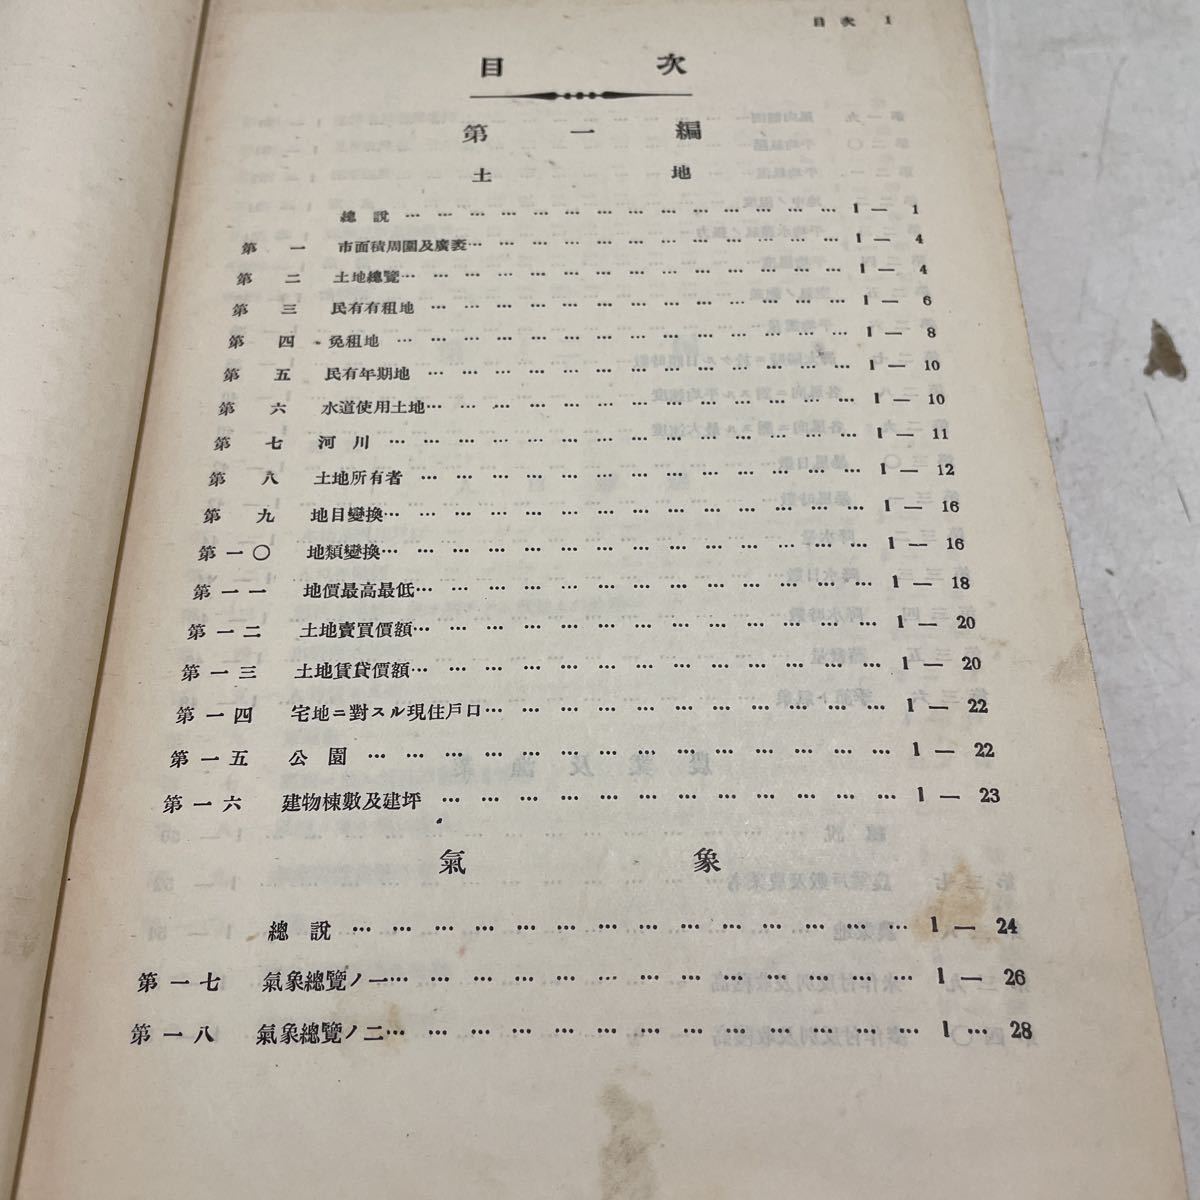 目次 1
目次
第一編
土地
總說 … … … … … … … … … … … … … … 1 — 1
第一 市面積周圍及廣袤… … … … … … … … … … … 1 — 4
第二 土地總覽… … … … … … … … … … … … … 1 — 4
第三 民有有租地 … … … … … … … … … … … … 1 — 6
第四 免租地 … … … … … … … … … … … … … 1 — 8
第五 民有年期地 … … … … … … … … … … … … 1 — 10
第六 水道使用土地… … … … … … … … … … … … 1 — 10
第七 河川 … … … … … … … … … … … … … … 1 — 11
第八 土地所有者 … … … … … … … … … … … … 1 — 12
第九 地目變換… … … … … … … … … … … … … 1 — 16
第一〇 地類變換… … … … … … … … … … … … … 1 — 16
第一一 地價最高最低… … … … … … … … … … … … 1 — 18
第一二 土地賣買價額… … … … … … … … … … … … 1 — 20
第一三 土地賃貸價額… … … … … … … … … … … … 1 — 20
第一四 宅地ニ對スル現住戶口… … … … … … … … … … 1 — 22
第一五 公園 … … … … … … … … … … … … … … 1 — 22
第一六 建物棟數及建坪 … … … … … … … … … … … 1 — 23
氣象
總說 … … … … … … … … … … … … … … 1 — 24
第一七 氣象總覽ノ一… … … … … … … … … … … … 1 — 26
第一八 氣象總覽ノ二… … … … … … … … … … … … 1 … 28